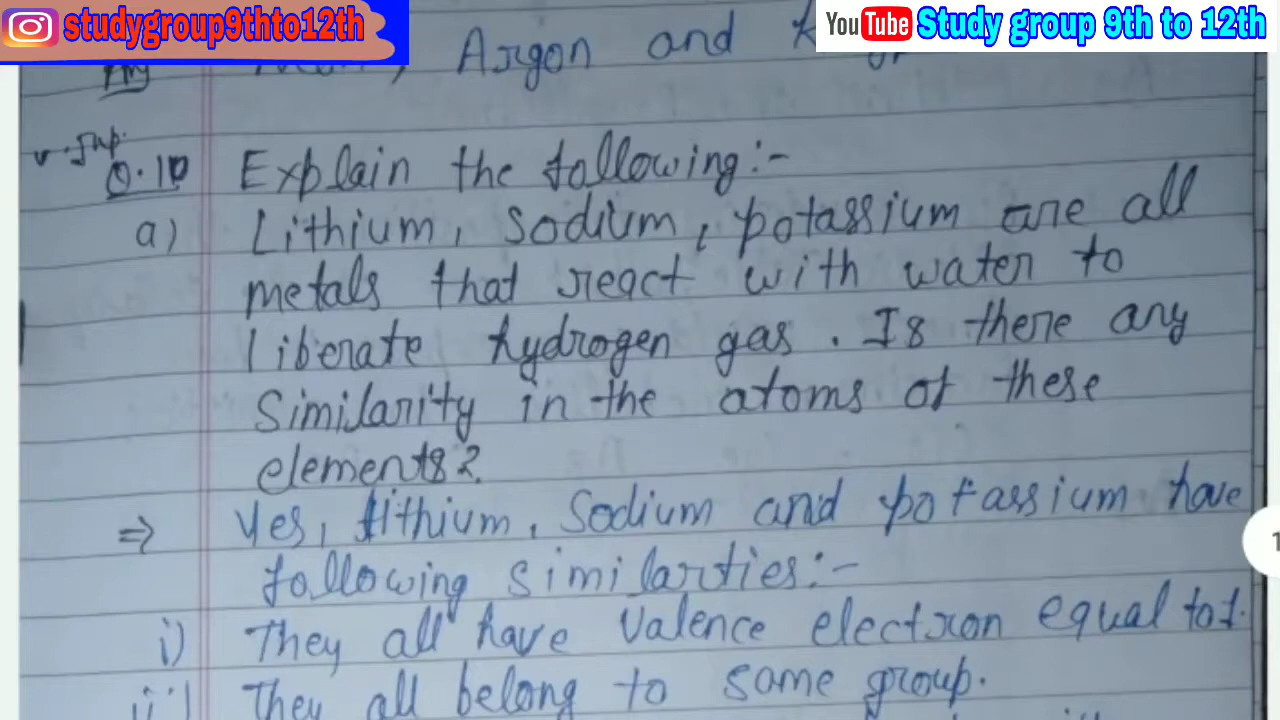 studygroup9thto12th
YouTube Study group 9th to 12th
Argon and
v. Imp.
Q.10 Explain the following:-
a) Lithium, Sodium, potassium are all
metals that react with water to
liberate hydrogen gas. Is there any
Similarity in the atoms of these
elements?
⇒ Yes, lithium, Sodium and potassium have
following similarties:-
i) They all have valence electron equal to 1.
ii) They all belong to same group.